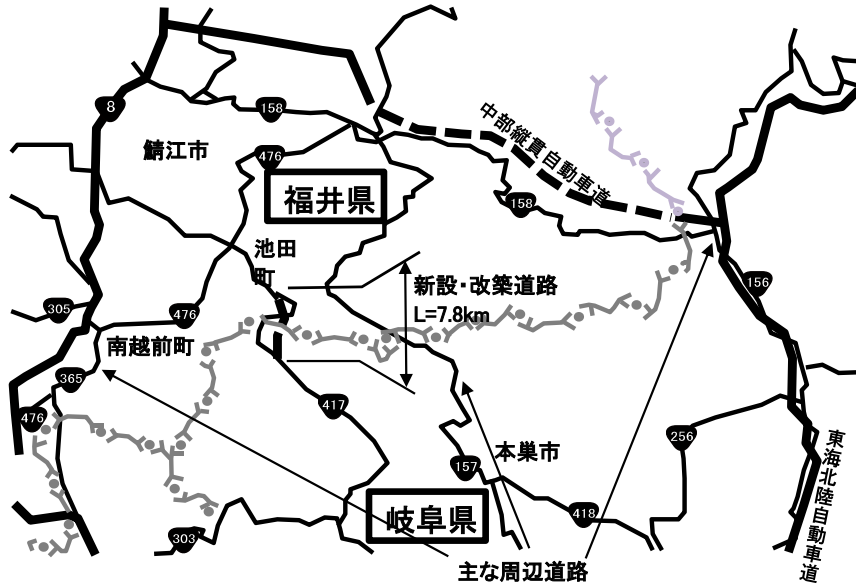 8
158
中部縦貫自動車道
鯖江市
476
福井県
158
池田
町
新設・改築道路
L=7.8km
156
305
476
南越前町
365
476
417
256
東海北陸自動車道
本巣市
157
岐阜県
418
303
主な周辺道路